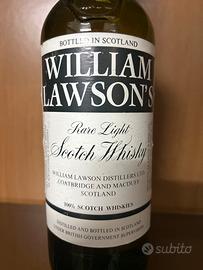 BOTTLED IN SCOTLAND
WILLIAM
LAWSON'S
Rare Light
Scotch Whisky
WILLIAM LAWSON DISTILLERS LTD.
COATBRIDGE AND MACDUFF
SCOTLAND
100% SCOTCH WHISKIES
DISTILLED AND BOTTLED IN SCOTLAND
UNDER BRITISH GOVERNMENT SUPERVISION
subito